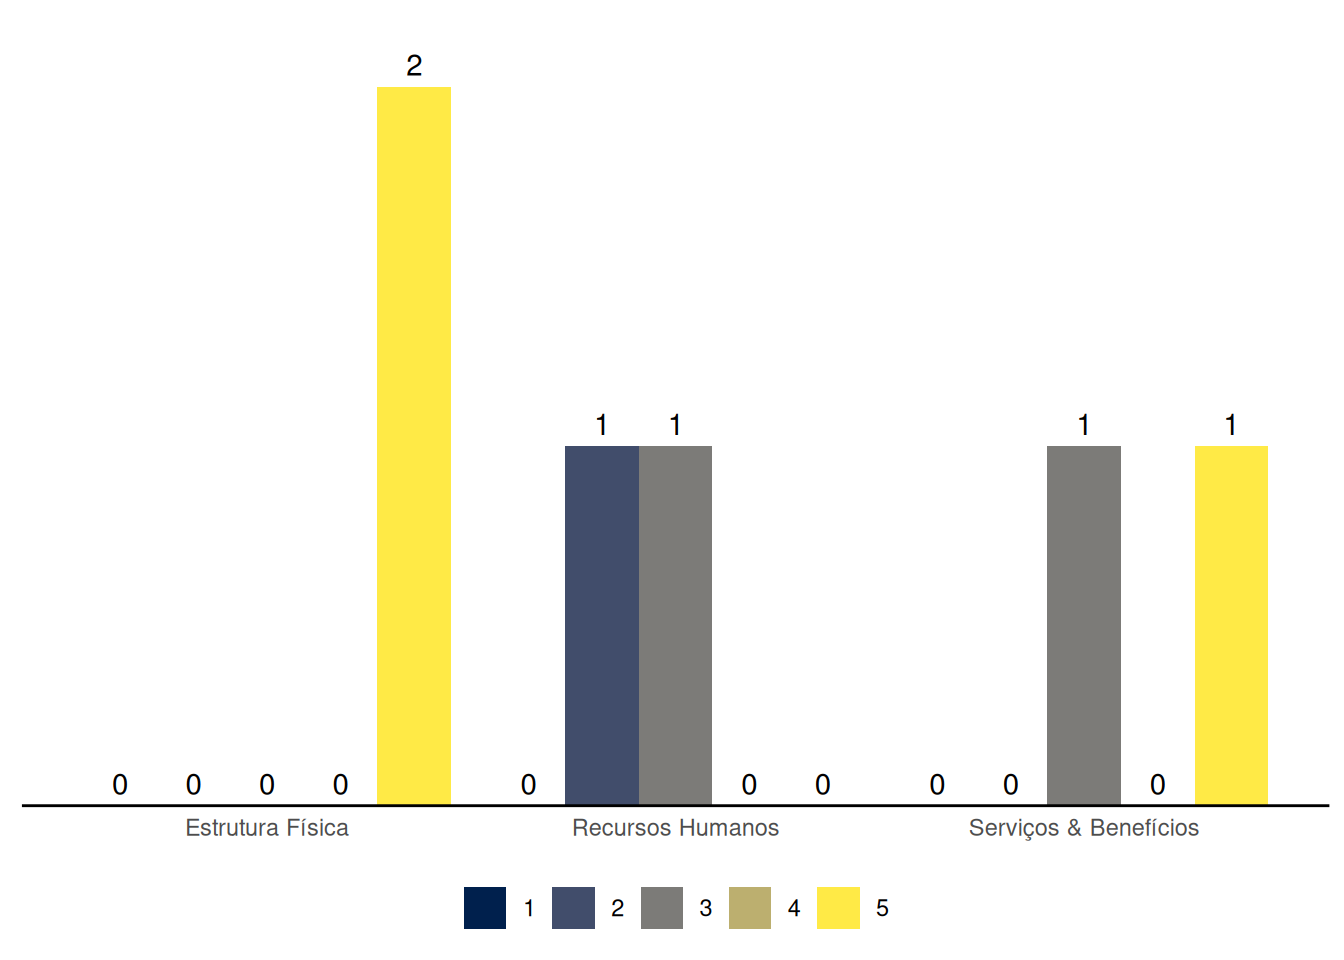 2
1 1 1 1
0 0 0 0 0 0 0 0 0 0
Estrutura Física Recursos Humanos Serviços & Benefícios
1 2 3 4 5